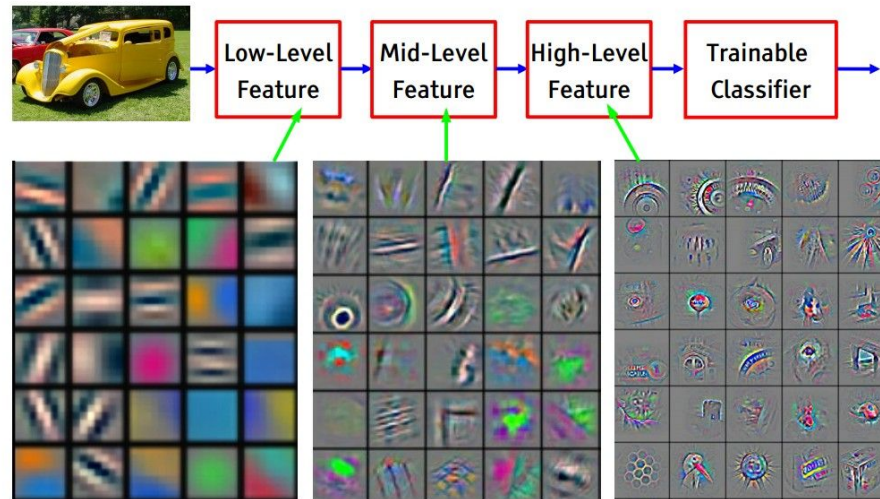 Low-Level
Feature
Mid-Level
Feature
High-Level
Feature
Trainable
Classifier